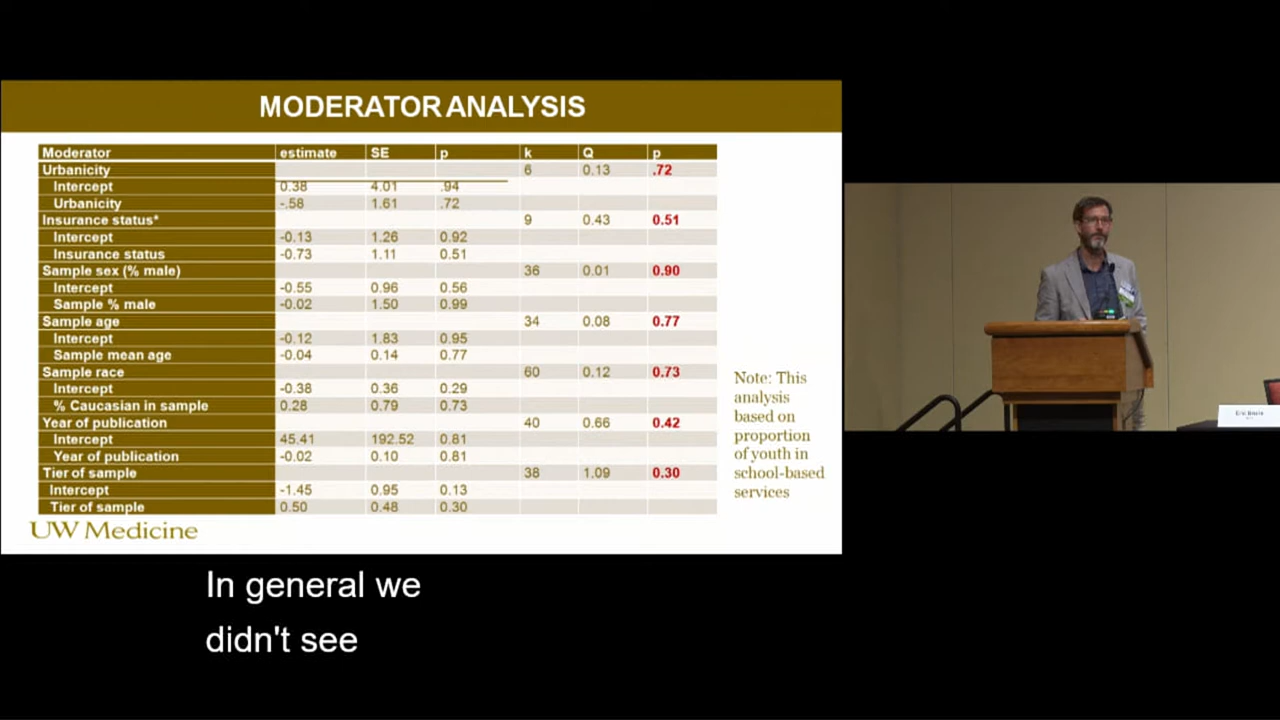 MODERATOR ANALYSIS
Moderator estimate SE p k Q p
Urbanicity 6 0.13 .72
Intercept 0.38 4.01 .94
Urbanicity -.58 1.61 .72
Insurance status* 9 0.43 0.51
Intercept -0.13 1.26 0.92
Insurance status -0.73 1.11 0.51
Sample sex (% male) 36 0.01 0.90
Intercept -0.55 0.96 0.56
Sample % male -0.02 1.50 0.99
Sample age 34 0.08 0.77
Intercept -0.12 1.83 0.95
Sample mean age -0.04 0.14 0.77
Sample race 60 0.12 0.73
Intercept -0.38 0.36 0.29
% Caucasian in sample 0.28 0.79 0.73
Year of publication 40 0.66 0.42
Intercept 45.41 192.52 0.81
Year of publication -0.02 0.10 0.81
Tier of sample 38 1.09 0.30
Intercept -1.45 0.95 0.13
Tier of sample 0.50 0.48 0.30
Note: This
analysis
based on
proportion
of youth in
school-based
services
UW Medicine
In general we
didn't see